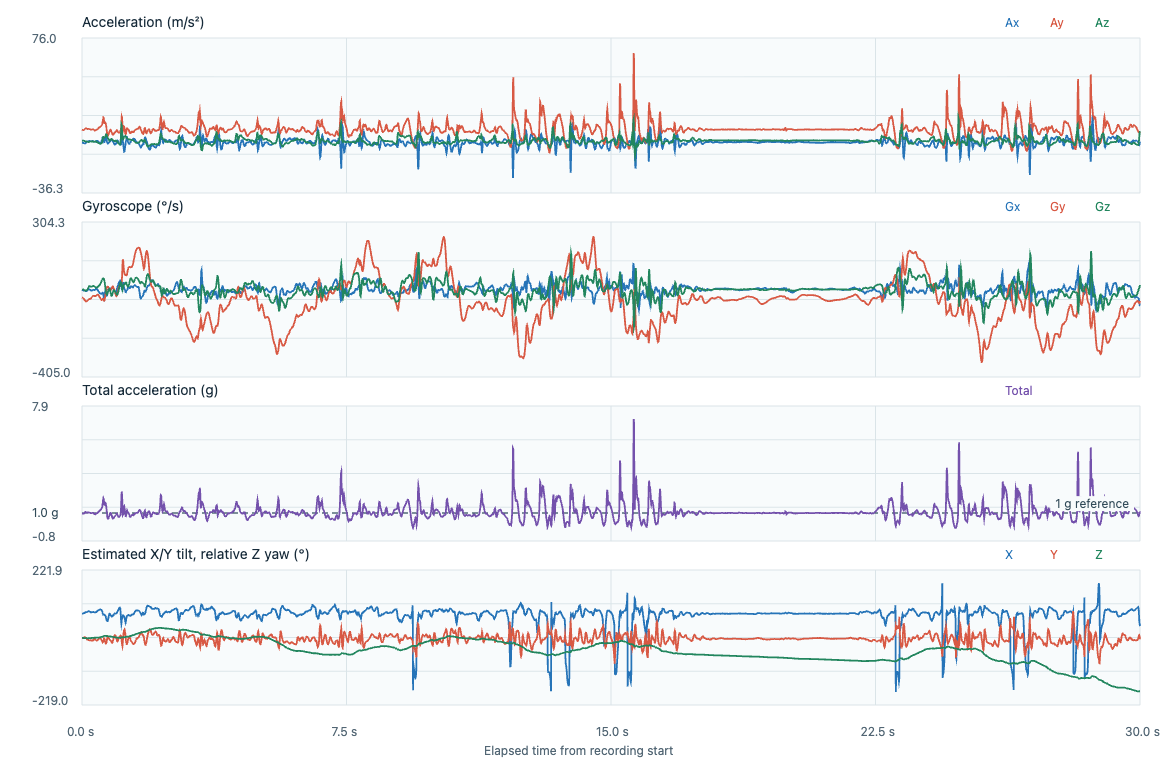 Acceleration (m/s²) Ax Ay Az
76.0
-36.3
Gyroscope (°/s) Gx Gy Gz
304.3
-405.0
Total acceleration (g) Total
7.9
1.0 g
1 g reference
-0.8
Estimated X/Y tilt, relative Z yaw (°) X Y Z
221.9
-219.0
0.0 s 7.5 s 15.0 s 22.5 s 30.0 s
Elapsed time from recording start